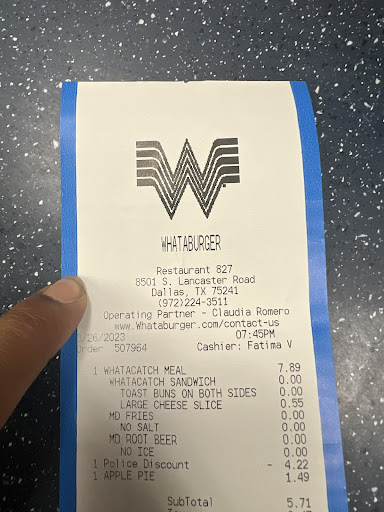 WHATABURGER
Restaurant 827
8501 S. Lancaster Road
Dallas, TX 75241
(972)224-3511
Operating Partner - Claudia Romero
www.Whataburger.com/contact-us
/26/2023 07:45PM
Order 507964 Cashier: Fatima V
1 WHATACATCH MEAL 7.89
WHATACATCH SANDWICH 0.00
TOAST BUNS ON BOTH SIDES 0.00
LARGE CHEESE SLICE 0.55
MD FRIES 0.00
NO SALT 0.00
MD ROOT BEER 0.00
NO ICE 0.00
1 Police Discount - 4.22
1 APPLE PIE 1.49
SubTotal 5.71